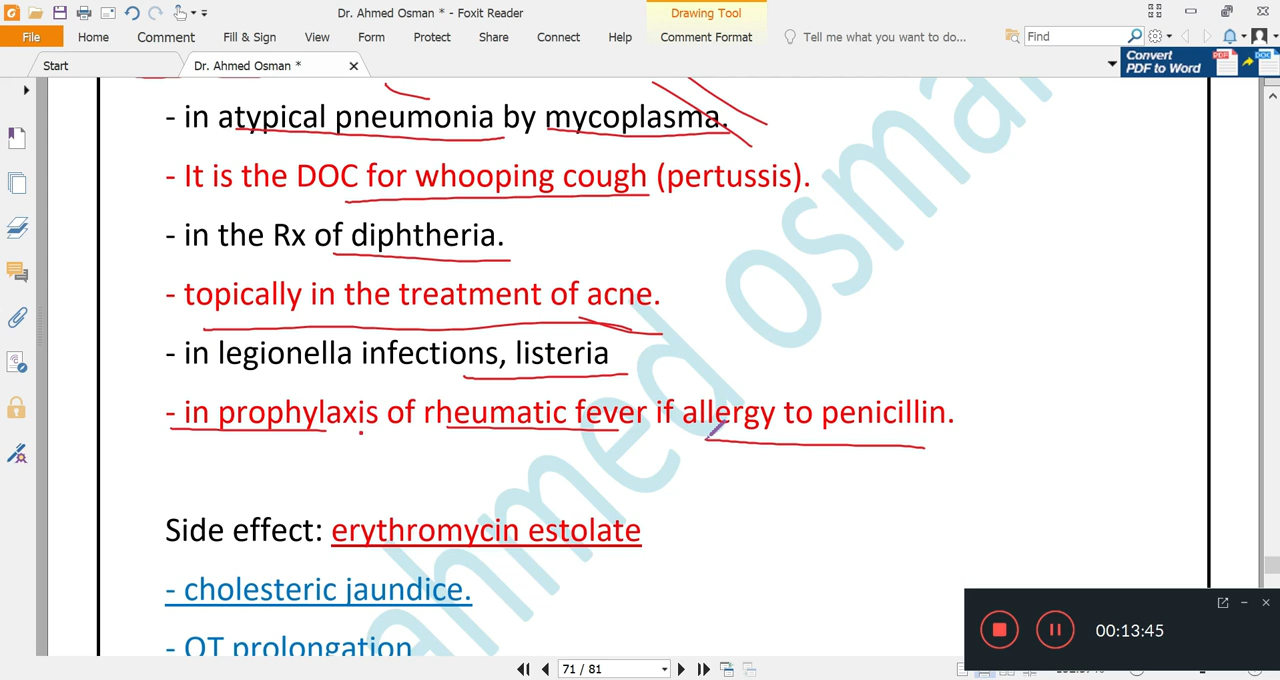 Dr. Ahmed Osman * - Foxit Reader
Drawing Tool
File Home Comment Fill & Sign View Form Protect Share Connect Help Comment Format Tell me what you want to do... Find
Start Dr. Ahmed Osman *
Convert
PDF to Word
- in atypical pneumonia by mycoplasma.
- It is the DOC for whooping cough (pertussis).
- in the Rx of diphtheria.
- topically in the treatment of acne.
- in legionella infections, listeria
- in prophylaxis of rheumatic fever if allergy to penicillin.
Side effect: erythromycin estolate
- cholesteric jaundice.
- QT prolongation
ahmed osman
00:13:45
71 / 81